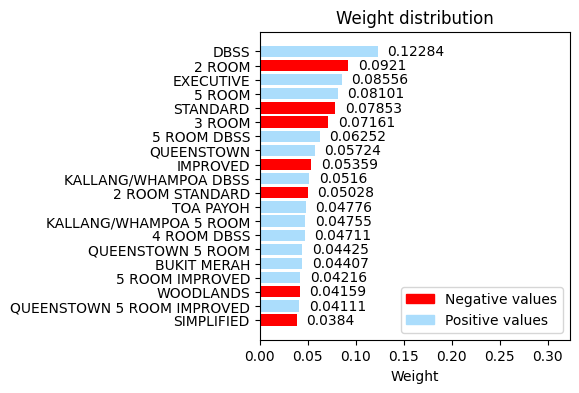 Weight distribution
DBSS 0.12284
2 ROOM 0.0921
EXECUTIVE 0.08556
5 ROOM 0.08101
STANDARD 0.07853
3 ROOM 0.07161
5 ROOM DBSS 0.06252
QUEENSTOWN 0.05724
IMPROVED 0.05359
KALLANG/WHAMPOA DBSS 0.0516
2 ROOM STANDARD 0.05028
TOA PAYOH 0.04776
KALLANG/WHAMPOA 5 ROOM 0.04755
4 ROOM DBSS 0.04711
QUEENSTOWN 5 ROOM 0.04425
BUKIT MERAH 0.04407
5 ROOM IMPROVED 0.04216
WOODLANDS 0.04159
QUEENSTOWN 5 ROOM IMPROVED 0.04111
SIMPLIFIED 0.0384
Negative values
Positive values
0.00 0.05 0.10 0.15 0.20 0.25 0.30
Weight